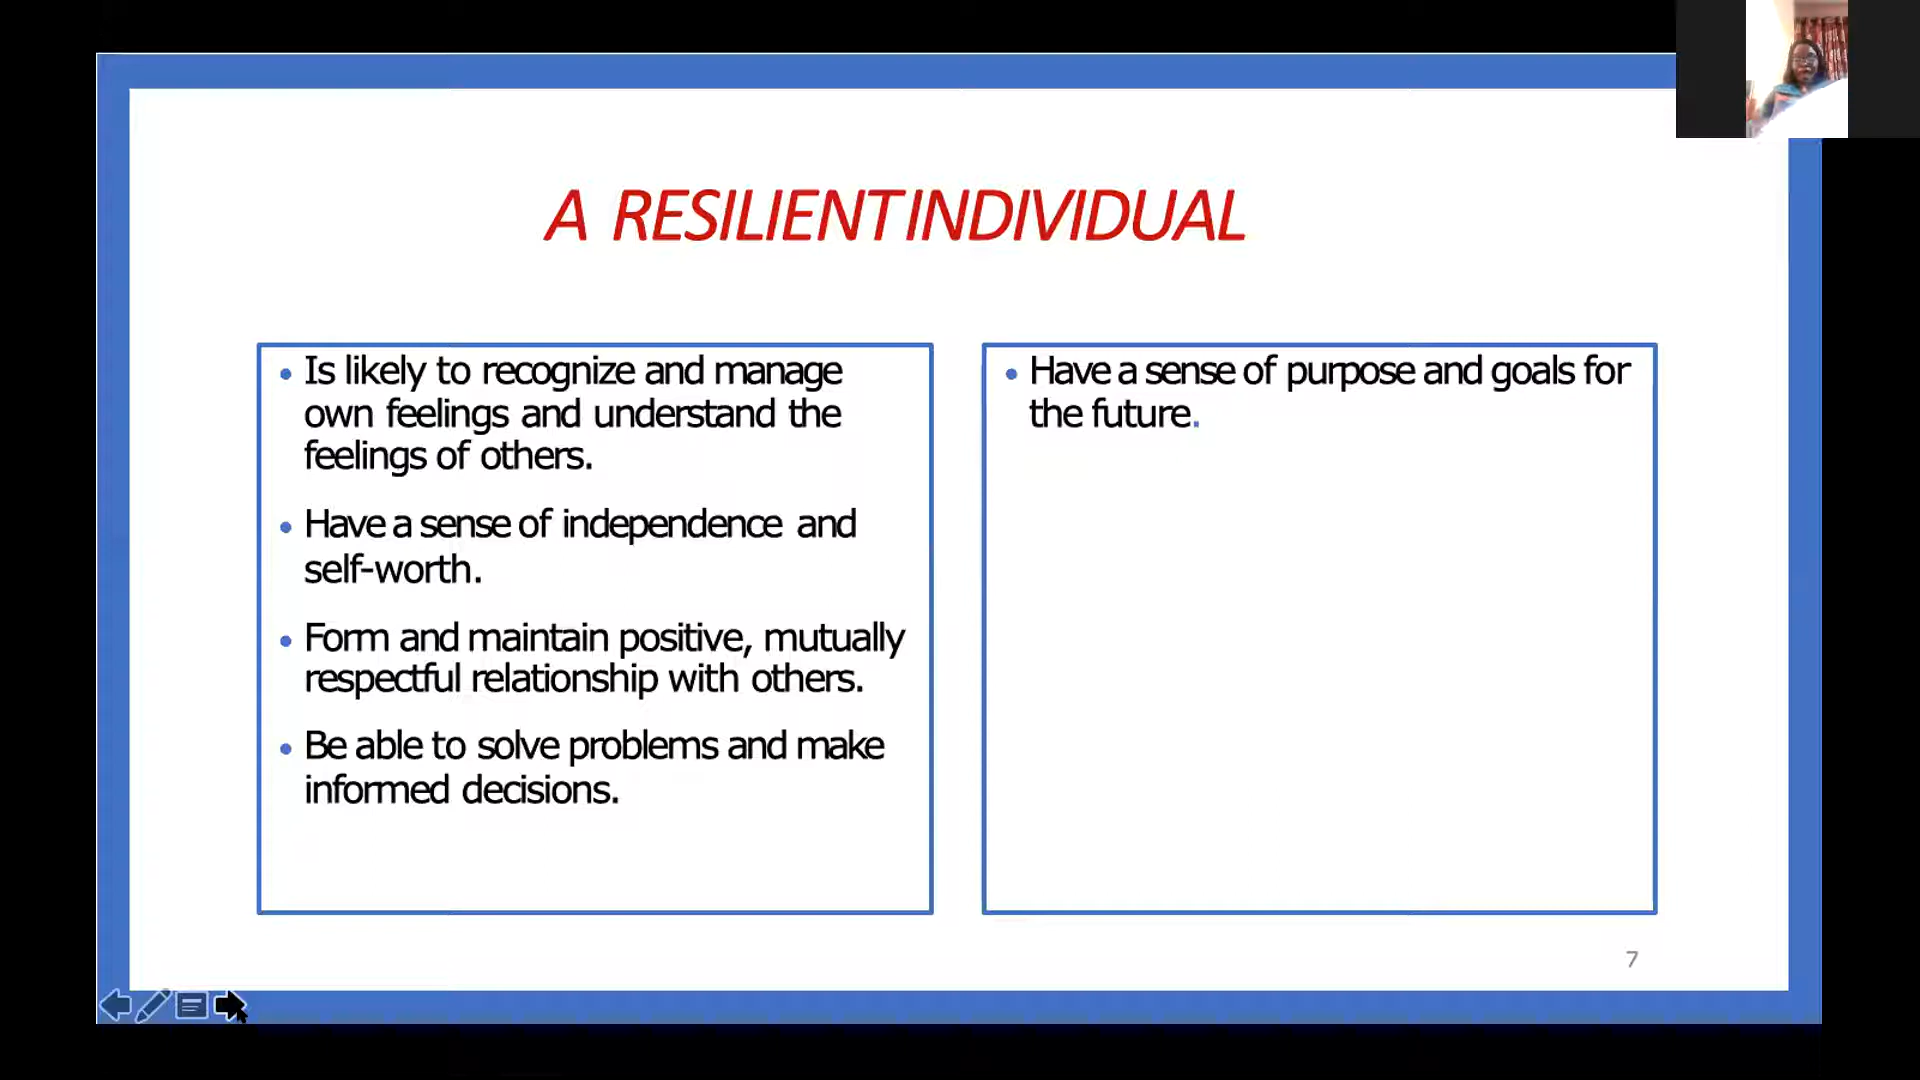 A RESILIENT INDIVIDUAL
• Is likely to recognize and manage
own feelings and understand the
feelings of others.
• Have a sense of independence and
self-worth.
• Form and maintain positive, mutually
respectful relationship with others.
• Be able to solve problems and make
informed decisions.
• Have a sense of purpose and goals for
the future.
7